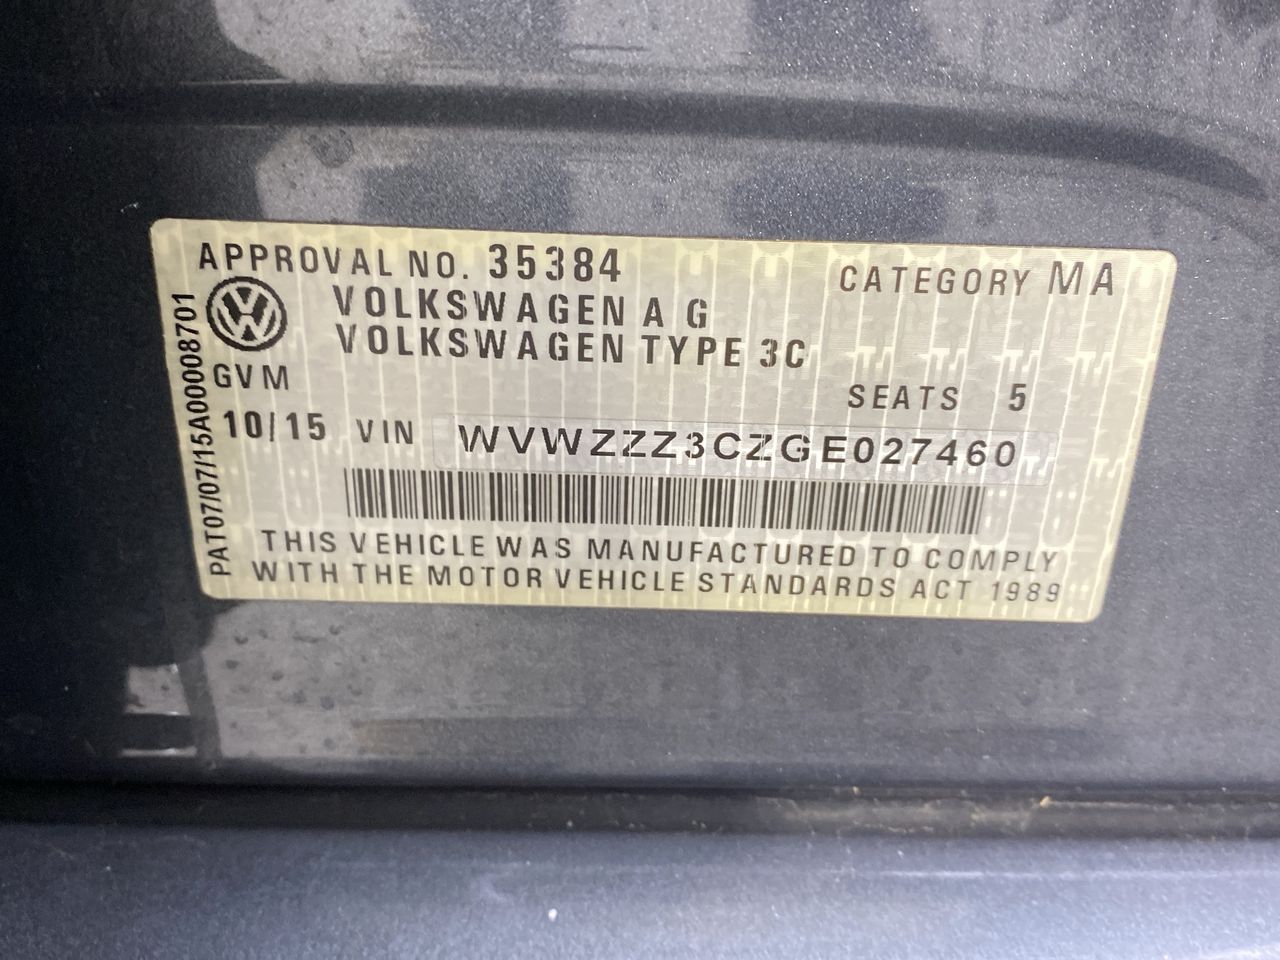 APPROVAL NO. 35384
CATEGORY MA
VOLKSWAGEN A G
VOLKSWAGEN TYPE 3C
GVM
SEATS 5
10/15 VIN WVWZZZ3CZGE027460
THIS VEHICLE WAS MANUFACTURED TO COMPLY
WITH THE MOTOR VEHICLE STANDARDS ACT 1989
PAT07/07/15A00008701